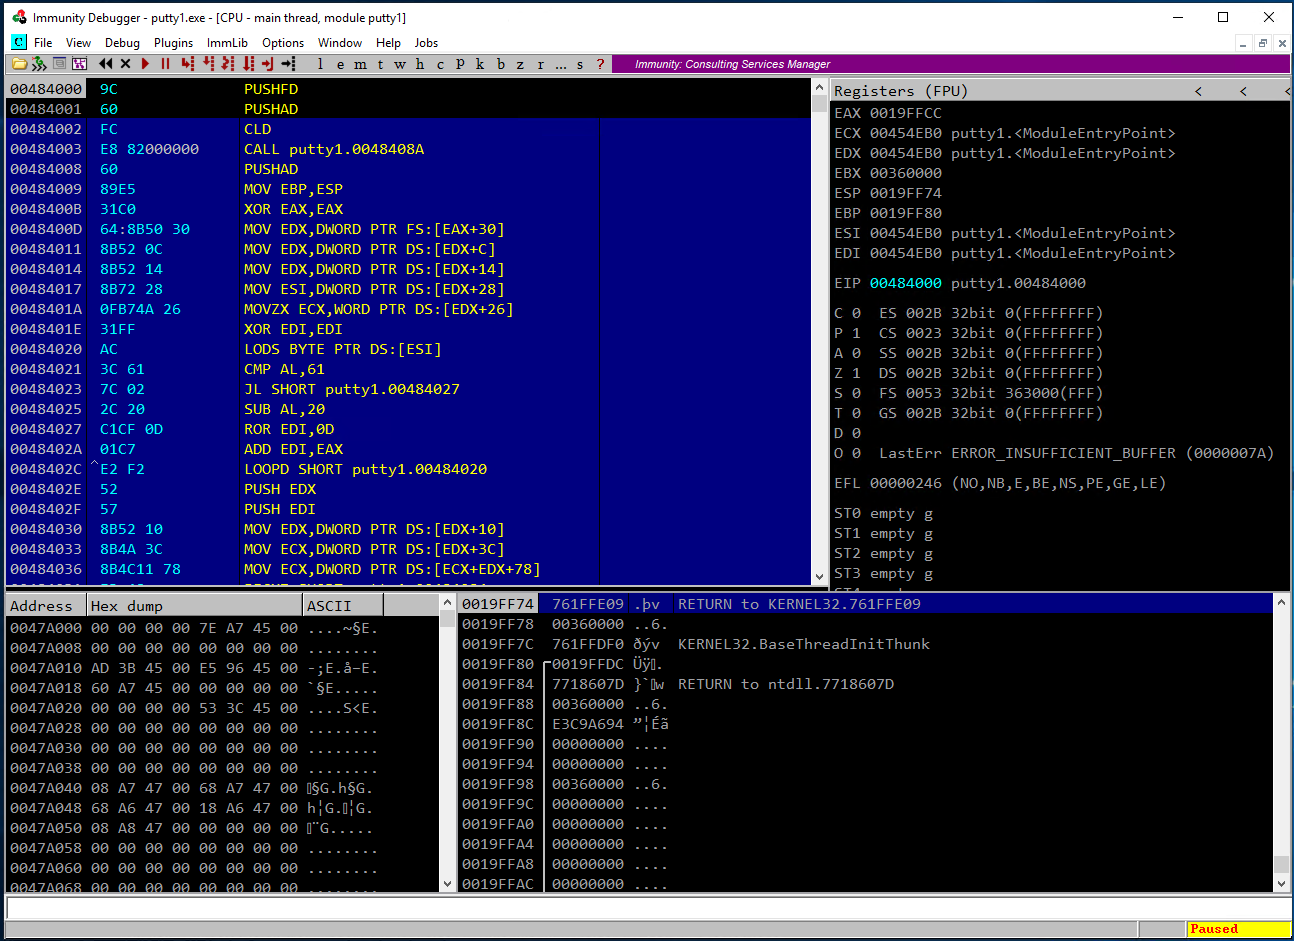 Immunity Debugger - putty1.exe - [CPU - main thread, module putty1]
C File View Debug Plugins ImmLib Options Window Help Jobs
l e m t w h c P k b z r ... s ? Immunity: Consulting Services Manager
00484000 9C PUSHFD
00484001 60 PUSHAD
00484002 FC CLD
00484003 E8 82000000 CALL putty1.0048408A
00484008 60 PUSHAD
00484009 89E5 MOV EBP,ESP
0048400B 31C0 XOR EAX,EAX
0048400D 64:8B50 30 MOV EDX,DWORD PTR FS:[EAX+30]
00484011 8B52 0C MOV EDX,DWORD PTR DS:[EDX+C]
00484014 8B52 14 MOV EDX,DWORD PTR DS:[EDX+14]
00484017 8B72 28 MOV ESI,DWORD PTR DS:[EDX+28]
0048401A 0FB74A 26 MOVZX ECX,WORD PTR DS:[EDX+26]
0048401E 31FF XOR EDI,EDI
00484020 AC LODS BYTE PTR DS:[ESI]
00484021 3C 61 CMP AL,61
00484023 7C 02 JL SHORT putty1.00484027
00484025 2C 20 SUB AL,20
00484027 C1CF 0D ROR EDI,0D
0048402A 01C7 ADD EDI,EAX
0048402C ^E2 F2 LOOPD SHORT putty1.00484020
0048402E 52 PUSH EDX
0048402F 57 PUSH EDI
00484030 8B52 10 MOV EDX,DWORD PTR DS:[EDX+10]
00484033 8B4A 3C MOV ECX,DWORD PTR DS:[EDX+3C]
00484036 8B4C11 78 MOV ECX,DWORD PTR DS:[ECX+EDX+78]
Registers (FPU) < < <
EAX 0019FFCC
ECX 00454EB0 putty1.<ModuleEntryPoint>
EDX 00454EB0 putty1.<ModuleEntryPoint>
EBX 00360000
ESP 0019FF74
EBP 0019FF80
ESI 00454EB0 putty1.<ModuleEntryPoint>
EDI 00454EB0 putty1.<ModuleEntryPoint>
EIP 00484000 putty1.00484000
C 0 ES 002B 32bit 0(FFFFFFFF)
P 1 CS 0023 32bit 0(FFFFFFFF)
A 0 SS 002B 32bit 0(FFFFFFFF)
Z 1 DS 002B 32bit 0(FFFFFFFF)
S 0 FS 0053 32bit 363000(FFF)
T 0 GS 002B 32bit 0(FFFFFFFF)
D 0
O 0 LastErr ERROR_INSUFFICIENT_BUFFER (0000007A)
EFL 00000246 (NO,NB,E,BE,NS,PE,GE,LE)
ST0 empty g
ST1 empty g
ST2 empty g
ST3 empty g
Address Hex dump ASCII
0047A000 00 00 00 00 7E A7 45 00 ....~§E.
0047A008 00 00 00 00 00 00 00 00 ........
0047A010 AD 3B 45 00 E5 96 45 00 -;E.å–E.
0047A018 60 A7 45 00 00 00 00 00 `§E.....
0047A020 00 00 00 00 53 3C 45 00 ....S<E.
0047A028 00 00 00 00 00 00 00 00 ........
0047A030 00 00 00 00 00 00 00 00 ........
0047A038 00 00 00 00 00 00 00 00 ........
0047A040 08 A7 47 00 68 A7 47 00 §G.h§G.
0047A048 68 A6 47 00 18 A6 47 00 h¦G.¦G.
0047A050 08 A8 47 00 00 00 00 00 ¨G.....
0047A058 00 00 00 00 00 00 00 00 ........
0047A060 00 00 00 00 00 00 00 00 ........
0047A068 00 00 00 00 00 00 00 00 ........
0019FF74 761FFE09 .þv RETURN to KERNEL32.761FFE09
0019FF78 00360000 ..6.
0019FF7C 761FFDF0 ðýv KERNEL32.BaseThreadInitThunk
0019FF80 0019FFDC Üÿ.
0019FF84 7718607D }`w RETURN to ntdll.7718607D
0019FF88 00360000 ..6.
0019FF8C E3C9A694 ”¦Éã
0019FF90 00000000 ....
0019FF94 00000000 ....
0019FF98 00360000 ..6.
0019FF9C 00000000 ....
0019FFA0 00000000 ....
0019FFA4 00000000 ....
0019FFA8 00000000 ....
0019FFAC 00000000 ....
Paused